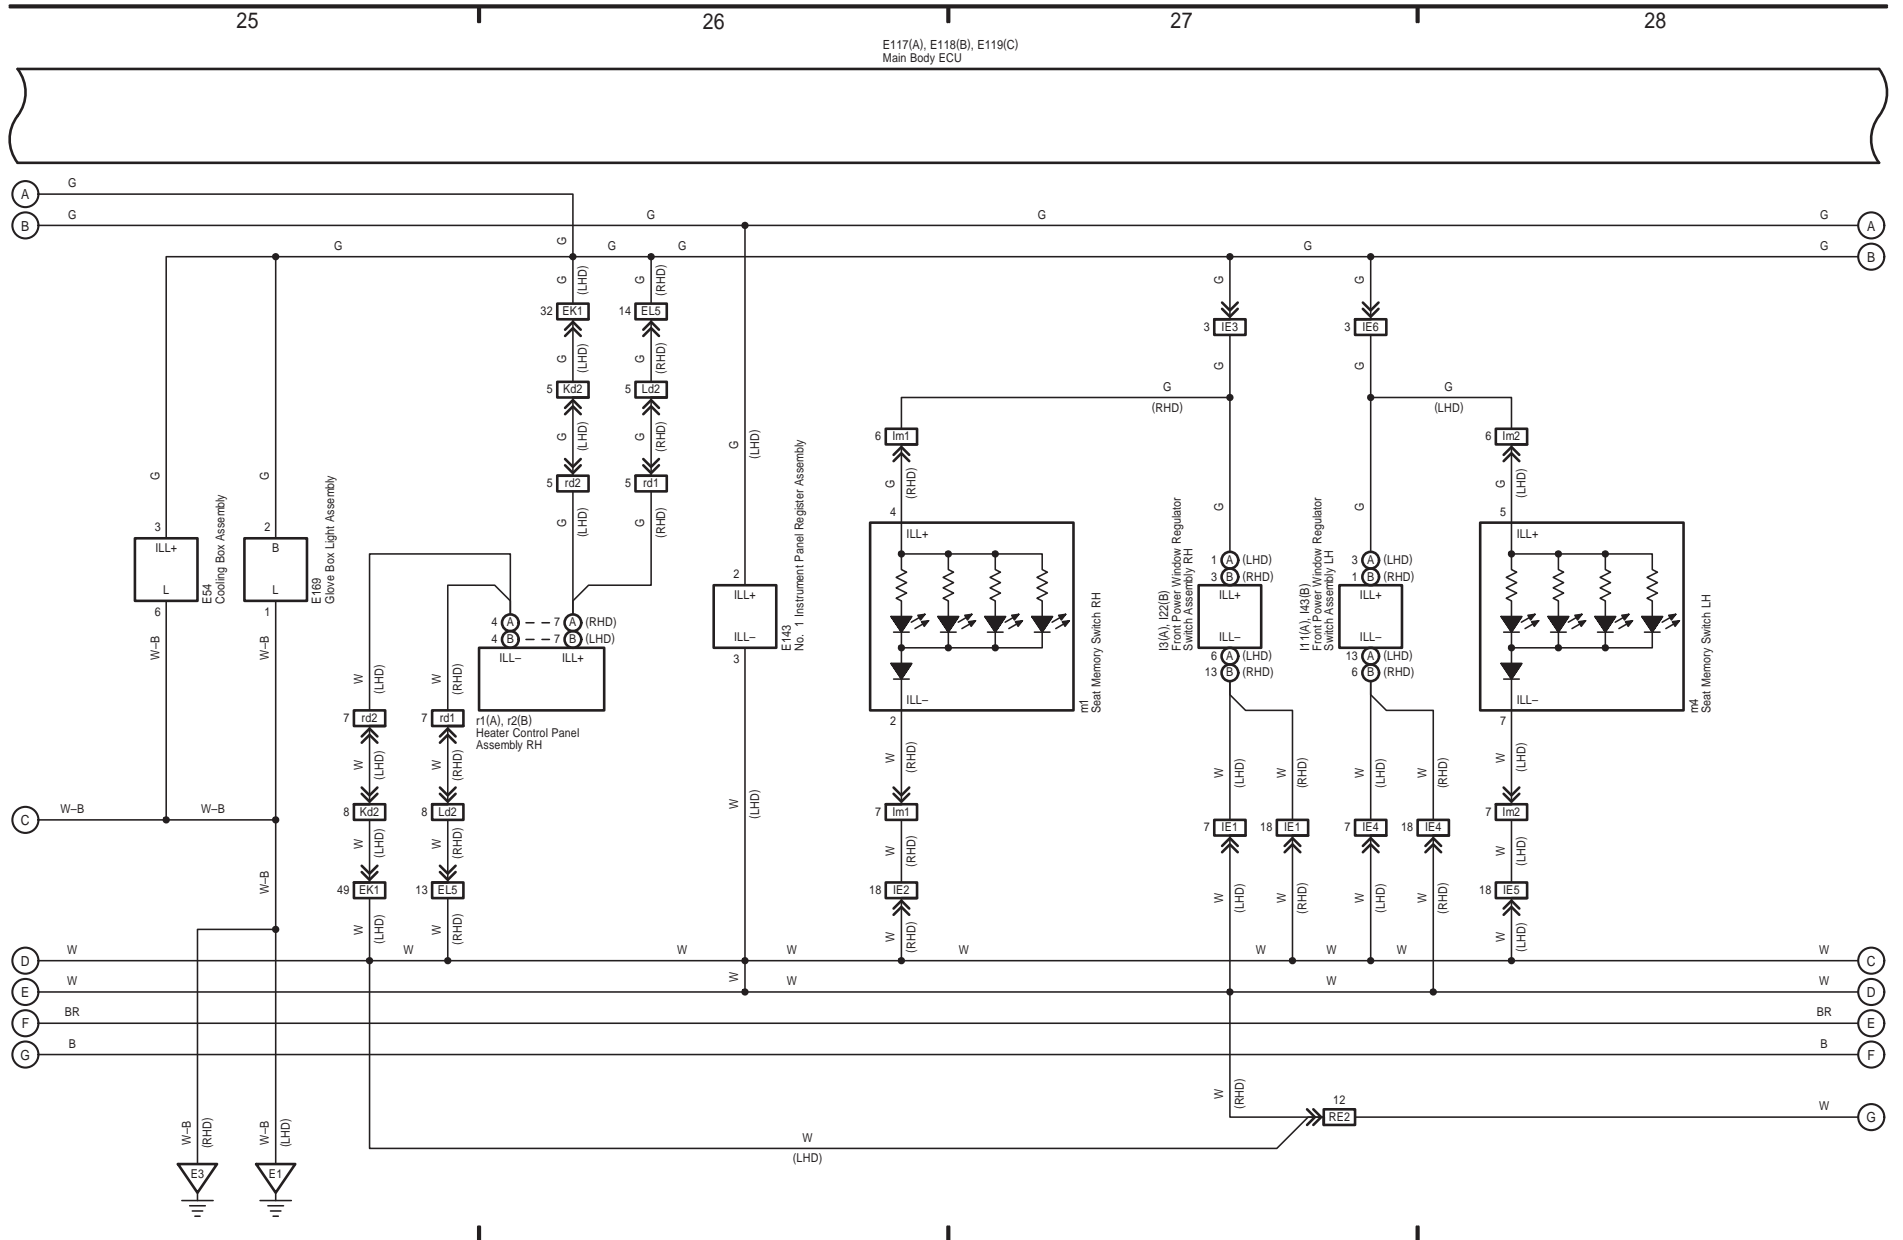 25
26
27
28
E117(A), E118(B), E119(C)
Main Body ECU
A
G
B
G
G
G
G
A
G
G
G
G
G
G
B
G
(LHD)
G
(RHD)
G
G
32 EK1
14 EL5
3 IE3
3 IE6
G
(LHD)
G
(RHD)
G
G
5 Kd2
5 Ld2
G
(RHD)
G
(LHD)
G
(LHD)
G
(RHD)
G
(LHD)
6 Im1
6 Im2
G
G
5 rd2
5 rd1
G
(RHD)
G
(LHD)
G
(LHD)
G
(RHD)
G
G
4
5
3
ILL+
L
6
E54
Cooling Box Assembly
2
B
L
1
E169
Glove Box Light Assembly
W–B
W–B
4 A – – 7 A (RHD)
4 B – – 7 B (LHD)
ILL–
ILL+
r1(A), r2(B)
Heater Control Panel
Assembly RH
2
ILL+
ILL–
3
E143
No. 1 Instrument Panel Register Assembly
ILL+
ILL–
2
m1
Seat Memory Switch RH
1 A (LHD)
3 B (RHD)
ILL+
ILL–
6 A (LHD)
13 B (RHD)
I3(A), I22(B)
Front Power Window Regulator
Switch Assembly RH
3 A (LHD)
1 B (RHD)
ILL+
ILL–
13 A (LHD)
6 B (RHD)
I11(A), I43(B)
Front Power Window Regulator
Switch Assembly LH
ILL+
ILL–
7
m4
Seat Memory Switch LH
W
(LHD)
W
(RHD)
7 rd2
7 rd1
W
(LHD)
W
(RHD)
W
(RHD)
W
(LHD)
W
(RHD)
W
(LHD)
W
(RHD)
W
(LHD)
C
W–B
W–B
8 Kd2
8 Ld2
W
(LHD)
7 Im1
7 IE1
18 IE1
7 IE4
18 IE4
7 Im2
W
(LHD)
W
(RHD)
W
(RHD)
W
(LHD)
W–B
49 EK1
13 EL5
18 IE2
W
(LHD)
W
(RHD)
W
(LHD)
W
(RHD)
18 IE5
W
(LHD)
W
(RHD)
W
(RHD)
W
(LHD)
D
W
W
W
W
W
W
W
W
W
C
E
W
W
W
W
W
D
F
BR
BR
E
G
B
B
F
W
(RHD)
12
RE2
W
G
W–B
(RHD)
W–B
(LHD)
W
(LHD)
E3
E1